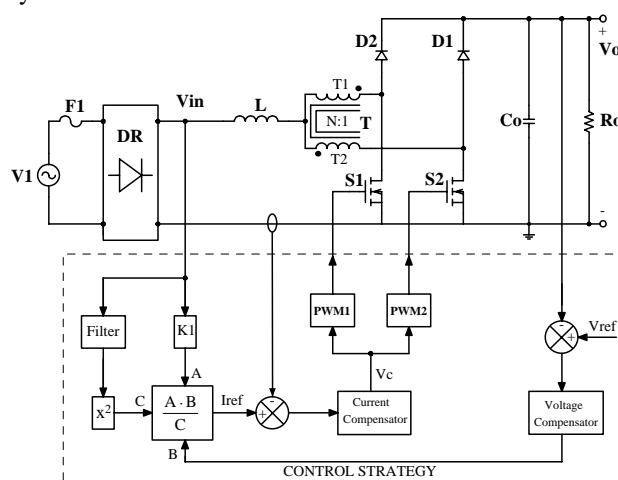 D2 D1
+
Vo
F1 Vin L T1
N:1 T
DR Co Ro
V1 T2
S1 S2
-
PWM1 PWM2
Filter K1
- Vref
+
A Vc
x² C A · B Iref - Current Voltage
C + Compensator Compensator
B
CONTROL STRATEGY